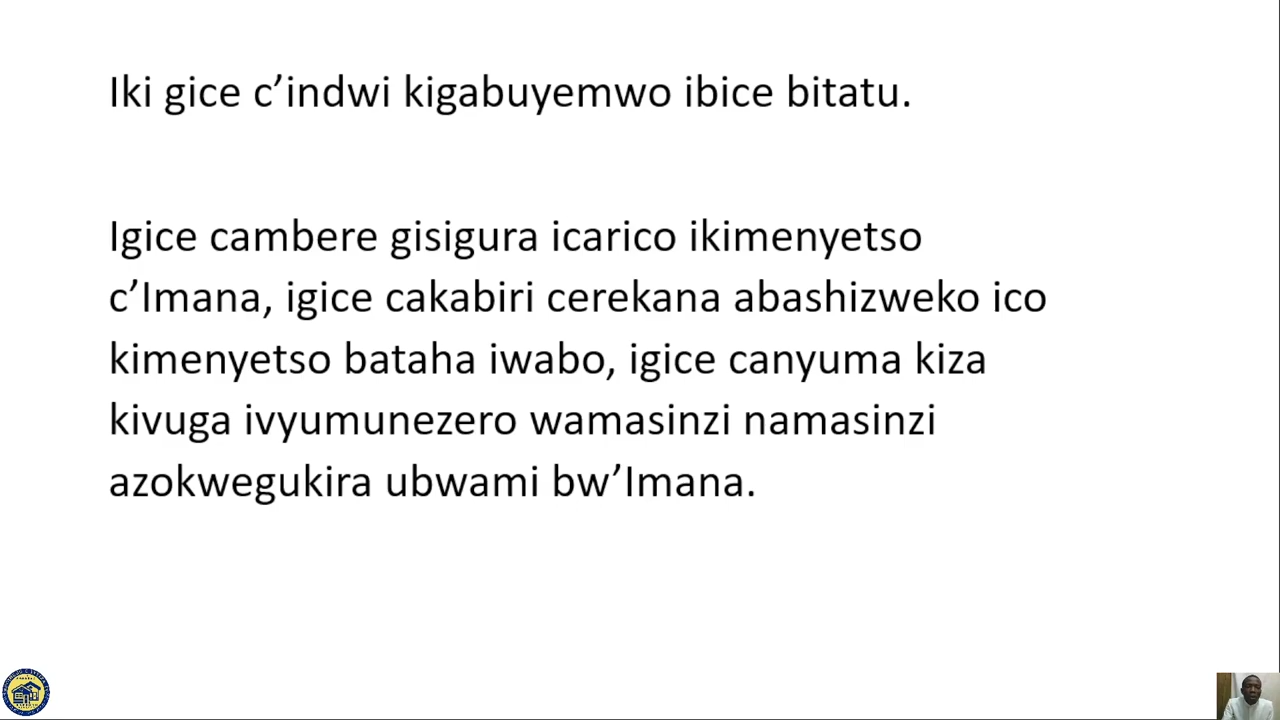 Iki gice c’indwi kigabuyemwo ibice bitatu.
Igice cambere gisigura icarico ikimenyetso
c’Imana, igice cakabiri cerekana abashizweko ico
kimenyetso bataha iwabo, igice canyuma kiza
kivuga ivyumunezero wamasinzi namasinzi
azokwegukira ubwami bw’Imana.